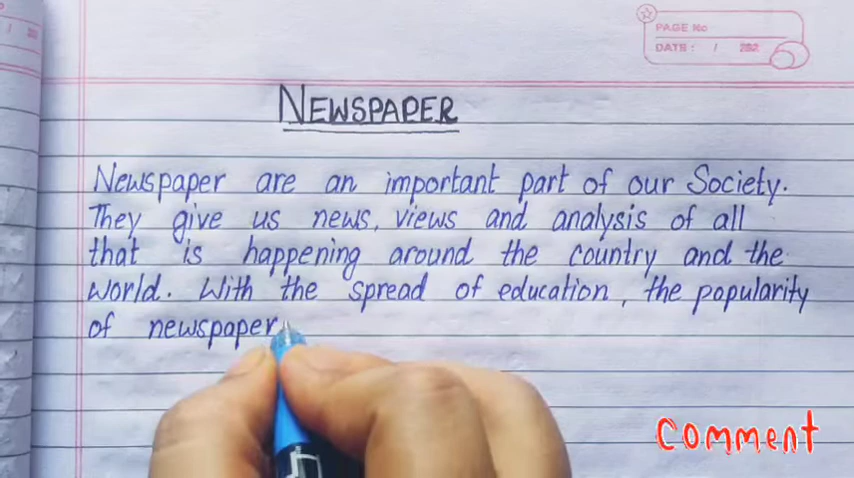 PAGE No
DATE: / 202
NEWSPAPER
Newspaper are an important part of our Society.
They give us news, views and analysis of all
that is happening around the country and the
world. With the spread of education, the popularity
of newspaper
Comment